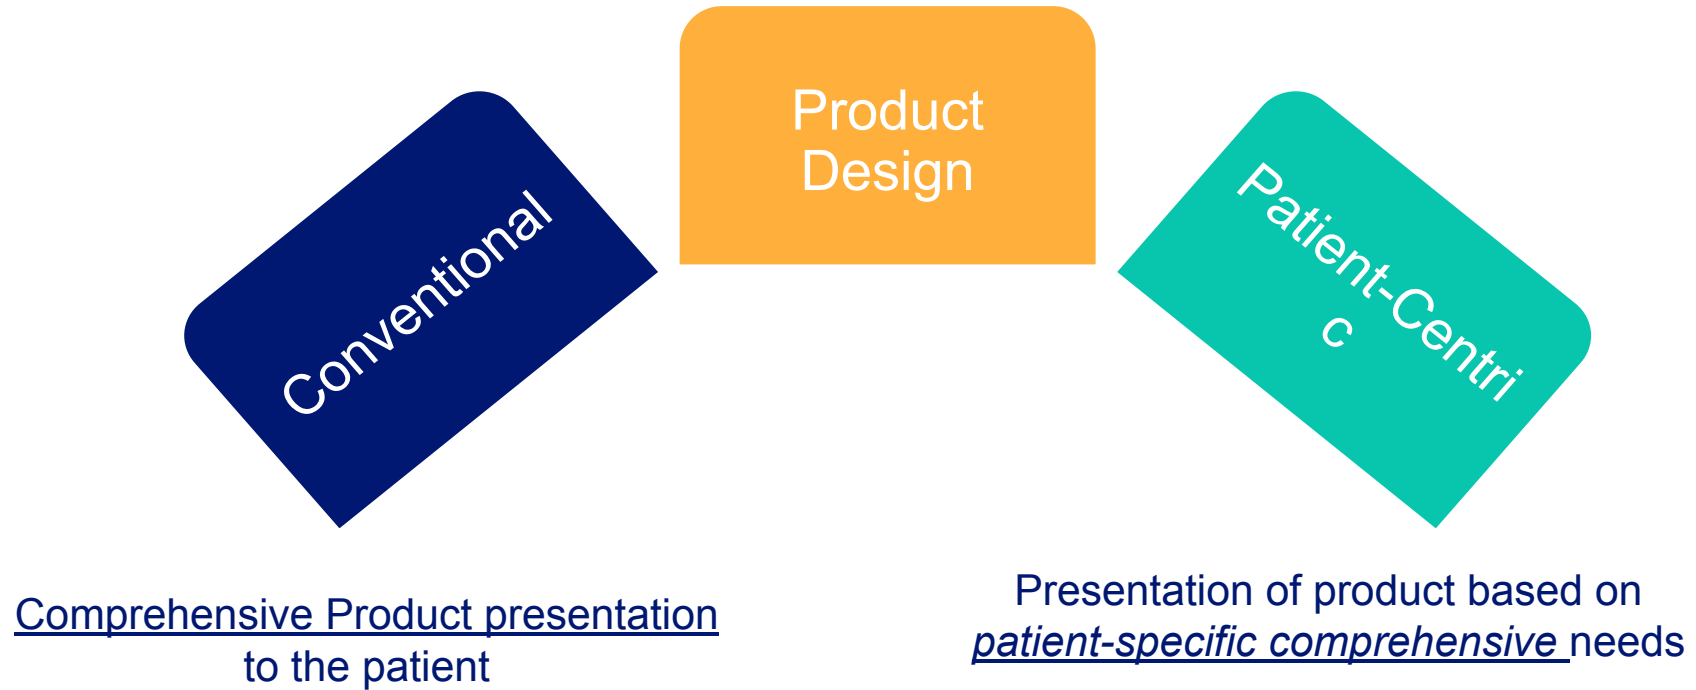 Product
Design
Conventional
Patient-Centri
c
Comprehensive Product presentation
to the patient
Presentation of product based on
patient-specific comprehensive needs